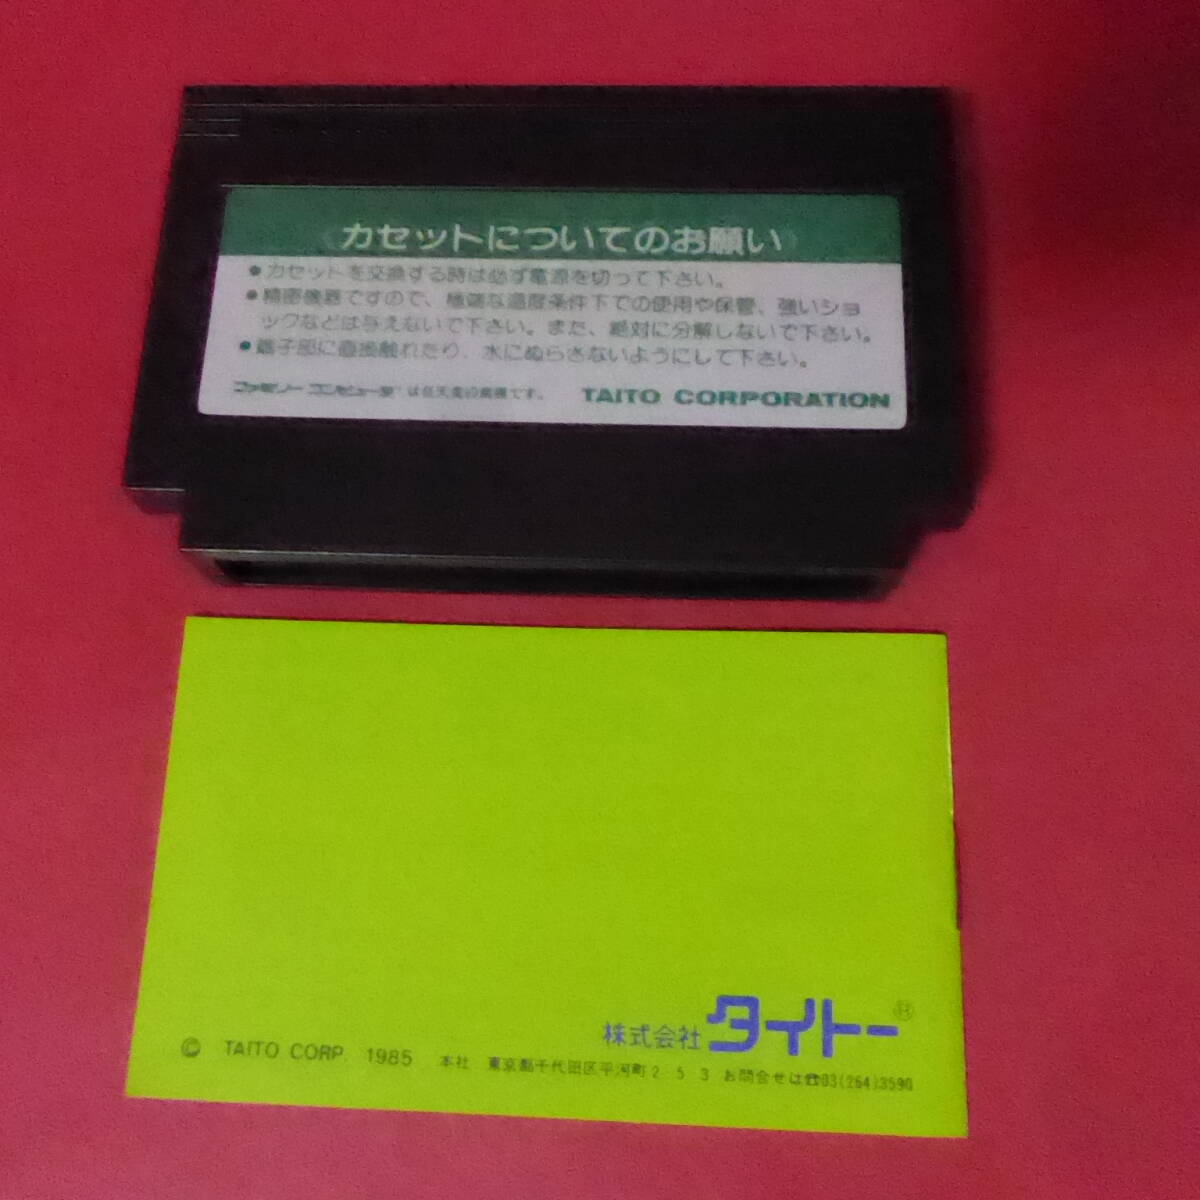 《カセットについてのお願い》
●カセットを交換する時は必ず電源を切って下さい。
●精密機器ですので、極端な温度条件下での使用や保管、強いショ
ックなどは与えないで下さい。また、絶対に分解しないで下さい。
●端子部に直接触れたり、水にぬらさないようにして下さい。
ファミリーコンピュータ™は任天堂の商標です。 TAITO CORPORATION
株式会社 タイトー®
© TAITO CORP. 1985 本社 東京都千代田区平河町2 5 3 お問合せは☎03(264)3590